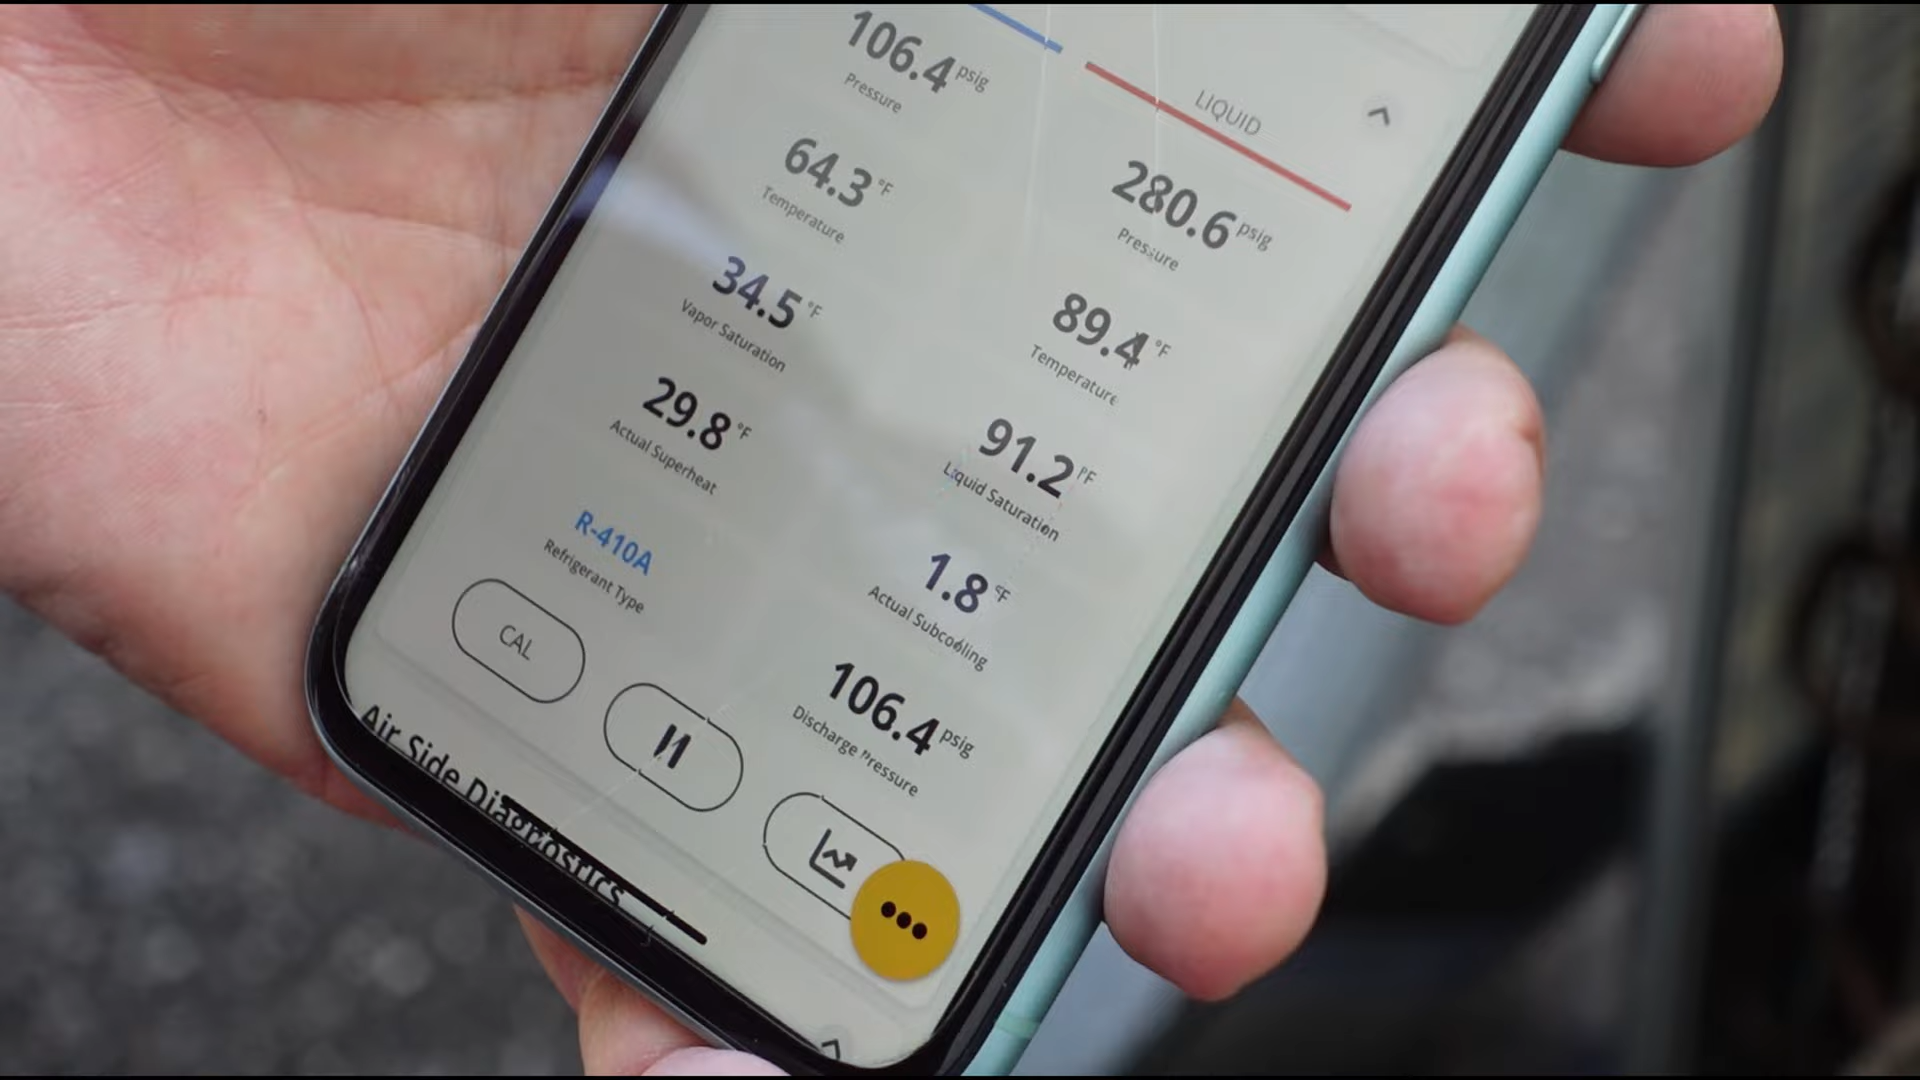 106.4 psig
Pressure
64.3 °F
Temperature
34.5 °F
Vapor Saturation
29.8 °F
Actual Superheat
R-410A
Refrigerant Type
LIQUID
280.6 psig
Pressure
89.4 °F
Temperature
91.2 °F
Liquid Saturation
1.8 °F
Actual Subcooling
106.4 psig
Discharge Pressure
CAL
Air Side Diagnostics